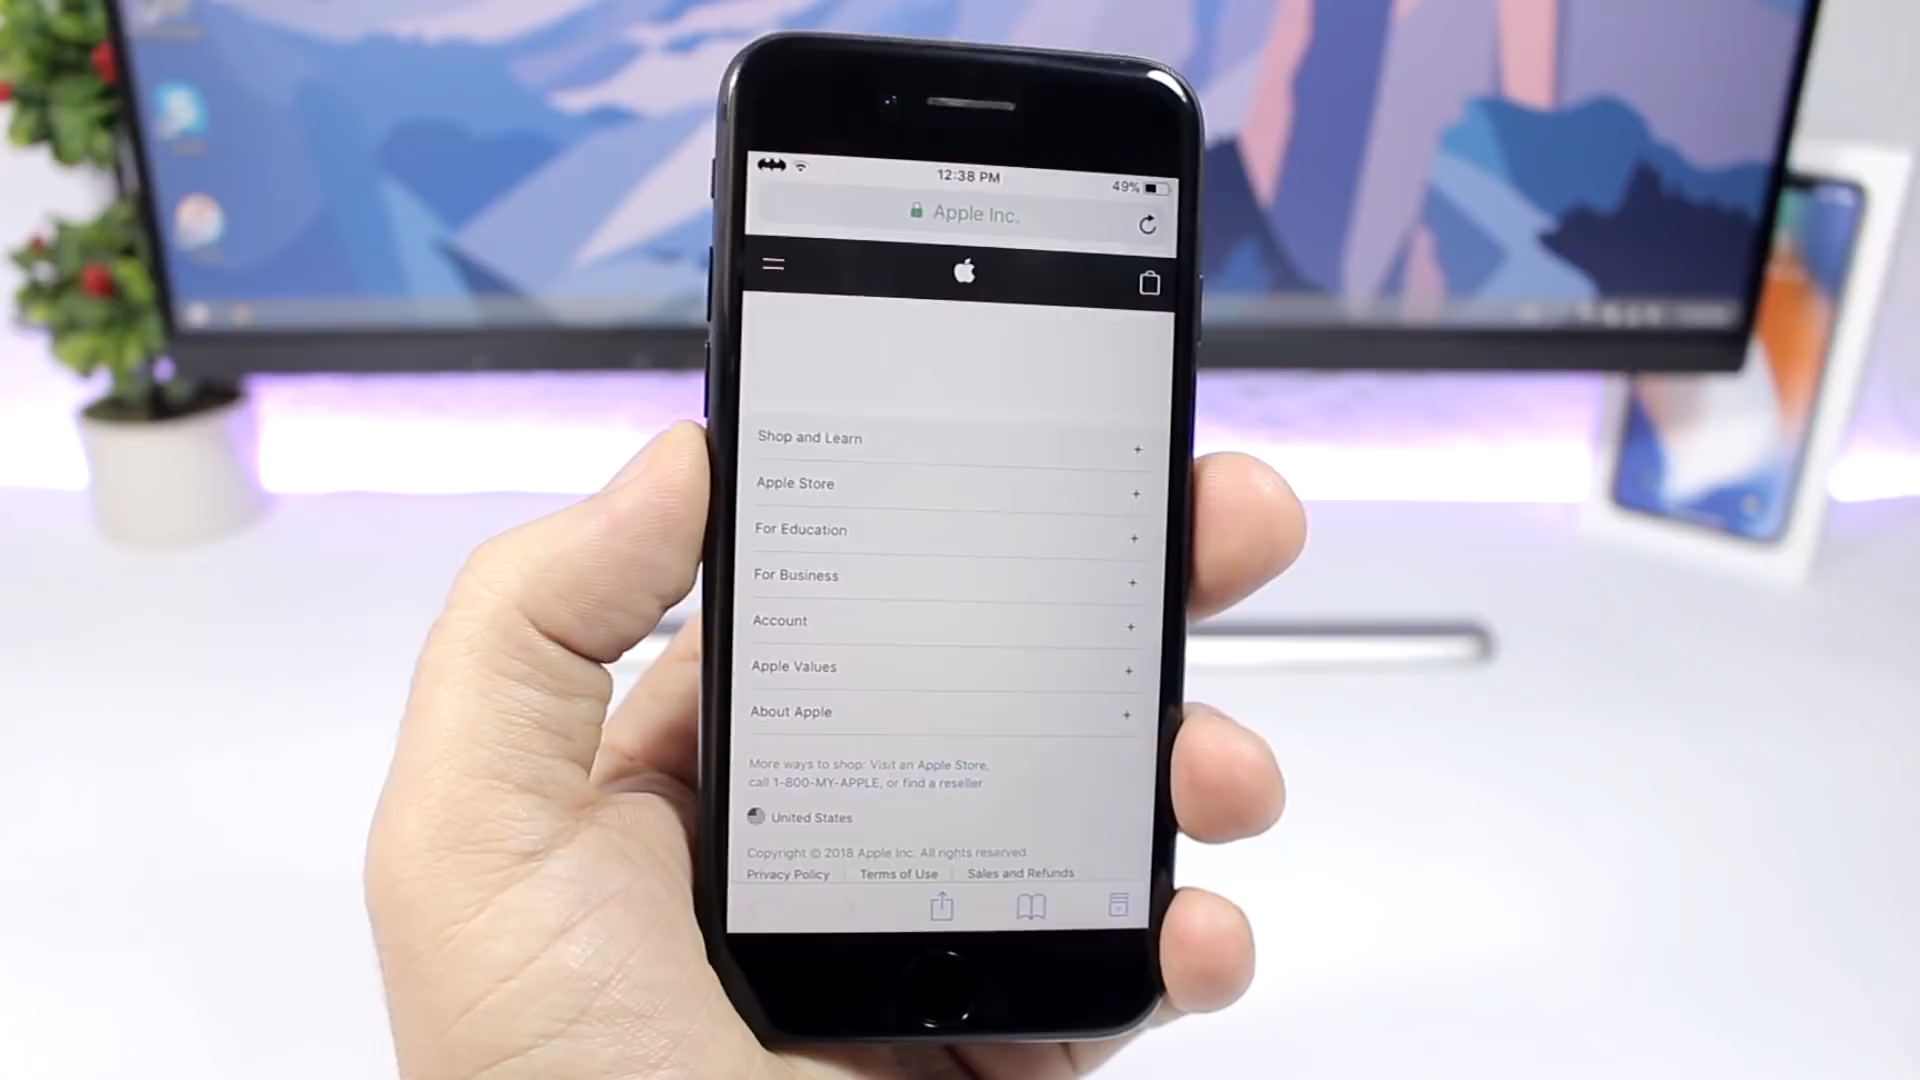 12:38 PM
49%
Apple Inc.
Shop and Learn +
Apple Store +
For Education +
For Business +
Account +
Apple Values +
About Apple +
More ways to shop: Visit an Apple Store,
call 1-800-MY-APPLE, or find a reseller.
United States
Copyright © 2018 Apple Inc. All rights reserved.
Privacy Policy | Terms of Use | Sales and Refunds